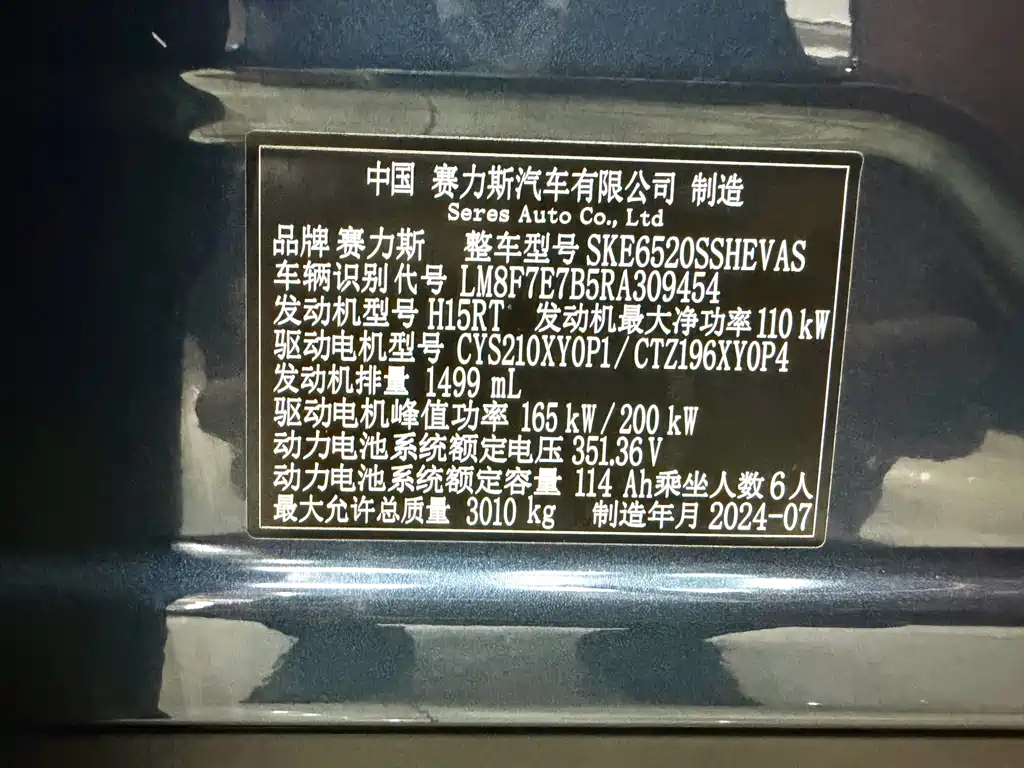 中国 赛力斯汽车有限公司 制造
Seres Auto Co., Ltd
品牌 赛力斯 整车型号 SKE6520SSHEVAS
车辆识别代号 LM8F7E7B5RA309454
发动机型号 H15RT 发动机最大净功率 110 kW
驱动电机型号 CYS210XY0P1/CTZ196XY0P4
发动机排量 1499 mL
驱动电机峰值功率 165 kW/200 kW
动力电池系统额定电压 351.36 V
动力电池系统额定容量 114 Ah 乘坐人数 6 人
最大允许总质量 3010 kg 制造年月 2024-07